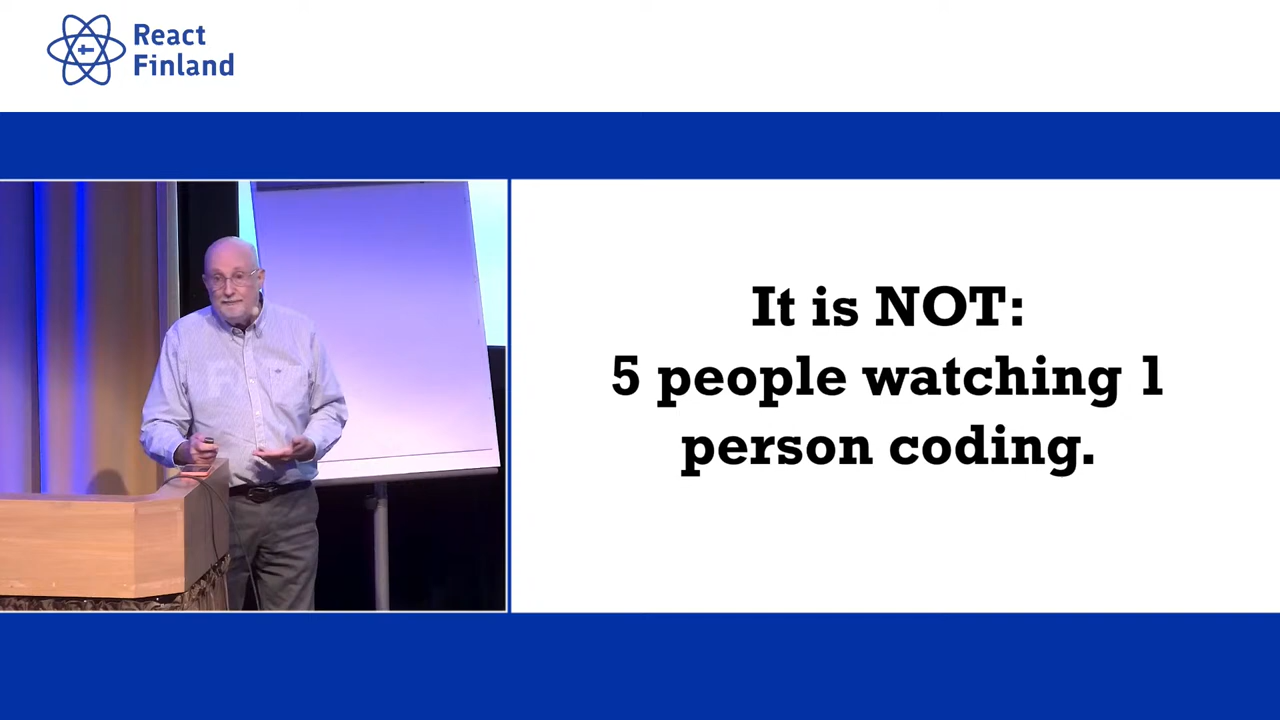 React
Finland
It is NOT:
5 people watching 1
person coding.